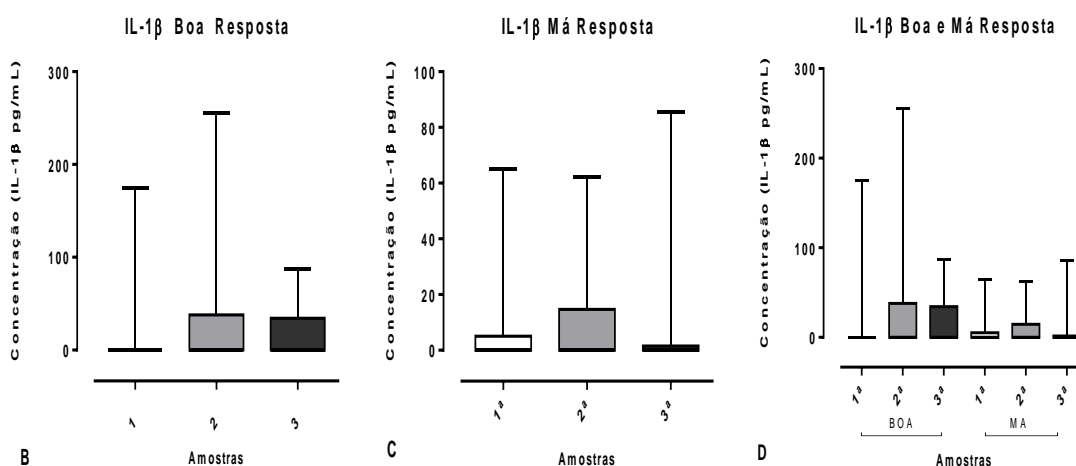 IL-1β Boa Resposta
Concentração (IL-1β pg/mL)
300
200
100
0
1
2
3
B
Amostras
IL-1β Má Resposta
Concentração (IL-1β pg/mL)
100
80
60
40
20
0
1ª
2ª
3ª
C
Amostras
IL-1β Boa e Má Resposta
Concentração (IL-1β pg/mL)
300
200
100
0
1ª
2ª
3ª
1ª
2ª
3ª
BOA
MA
D
Amostras